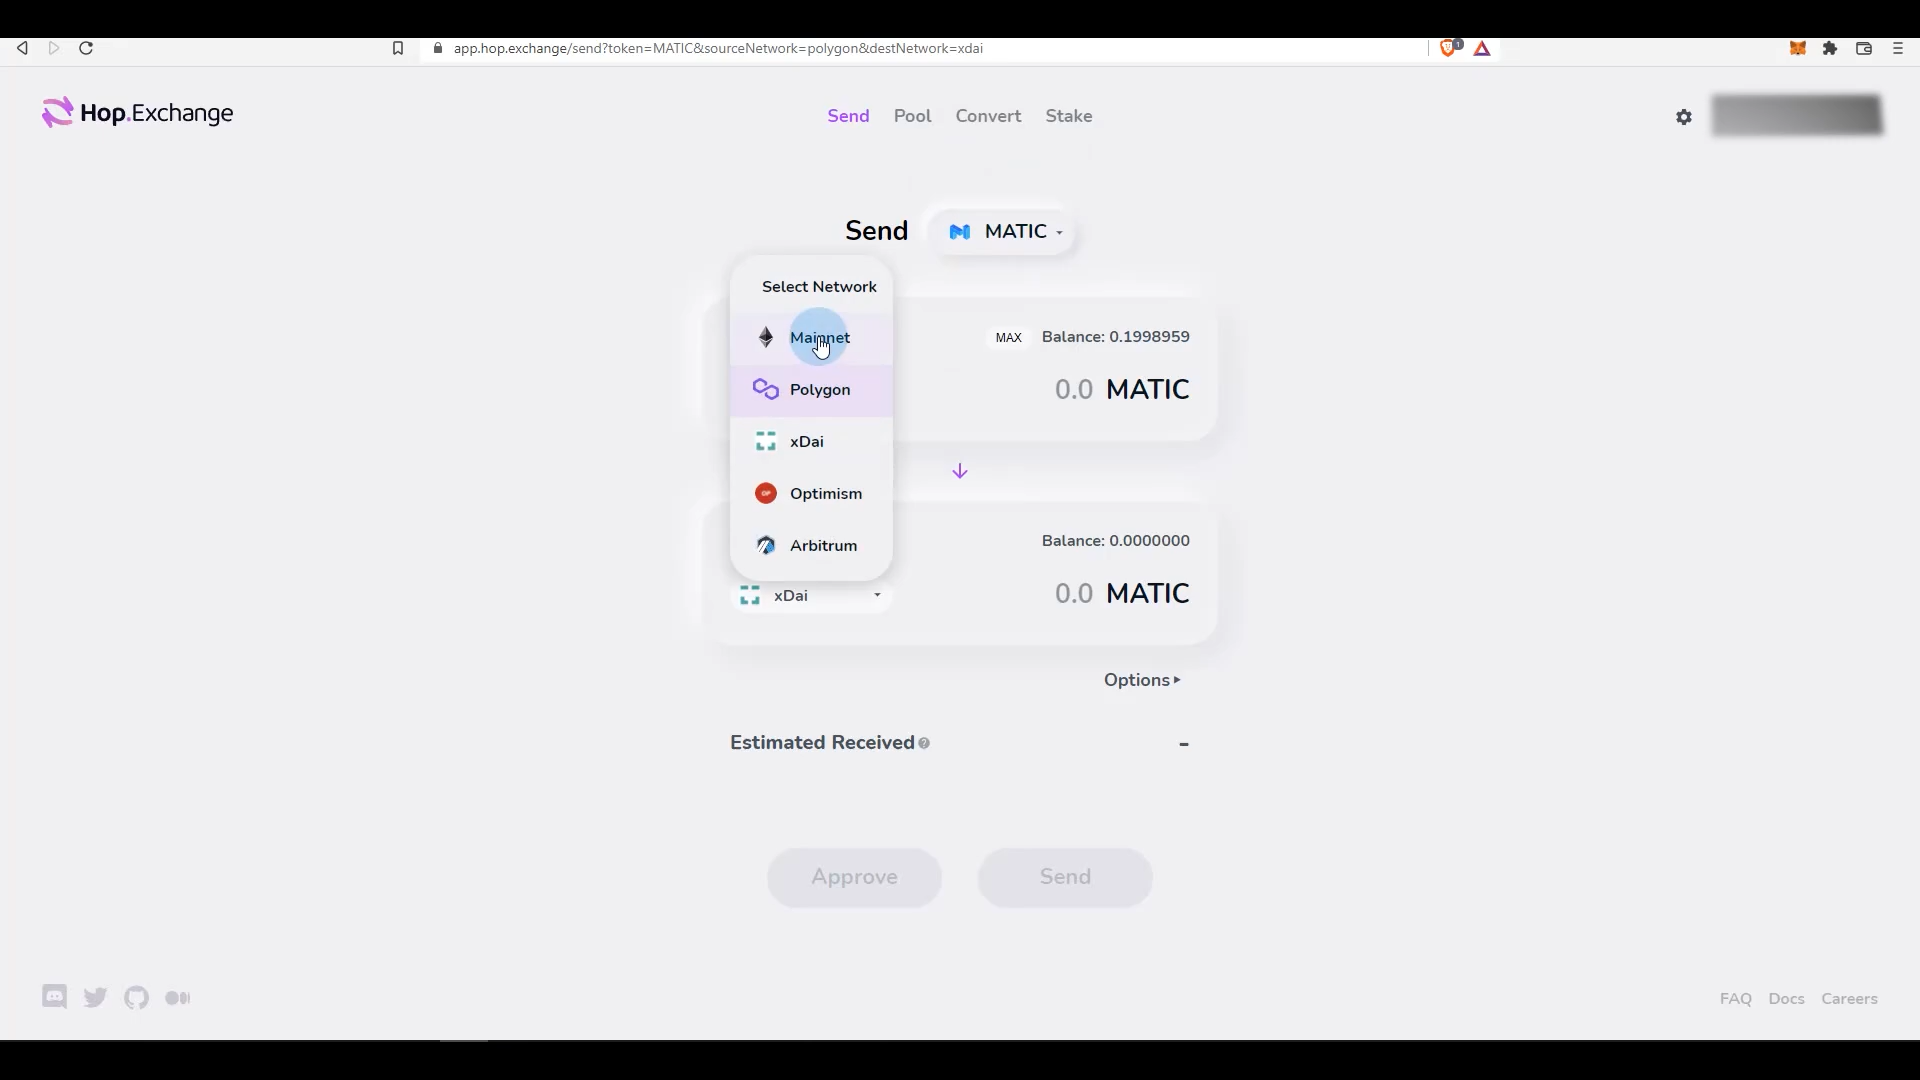 app.hop.exchange/send?token=MATIC&sourceNetwork=polygon&destNetwork=xdai
1
Hop.Exchange
Send Pool Convert Stake
Send MATIC
Select Network
Mainnet
Polygon
xDai
Optimism
Arbitrum
MAX Balance: 0.1998959
0.0 MATIC
Balance: 0.0000000
xDai
0.0 MATIC
Options
Estimated Received ? -
Approve Send
FAQ Docs Careers